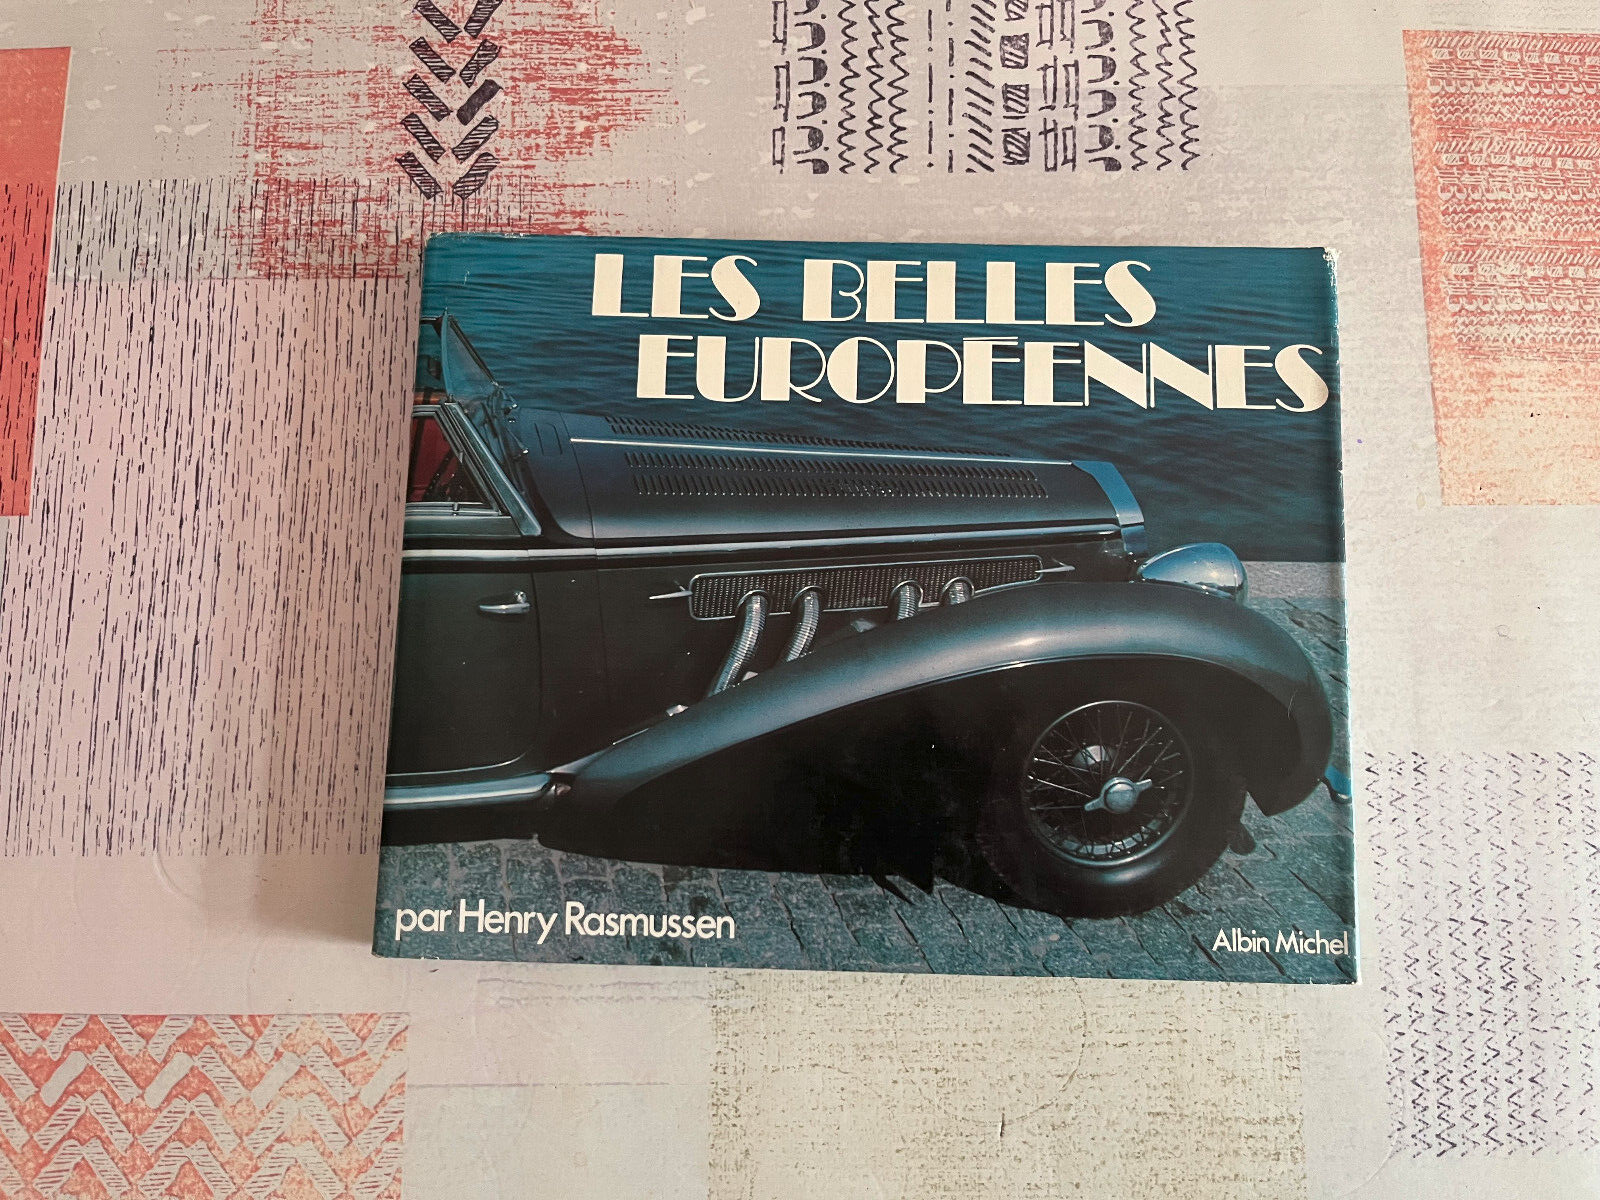 LES BELLES
EUROPÉENNES
par Henry Rasmussen
Albin Michel